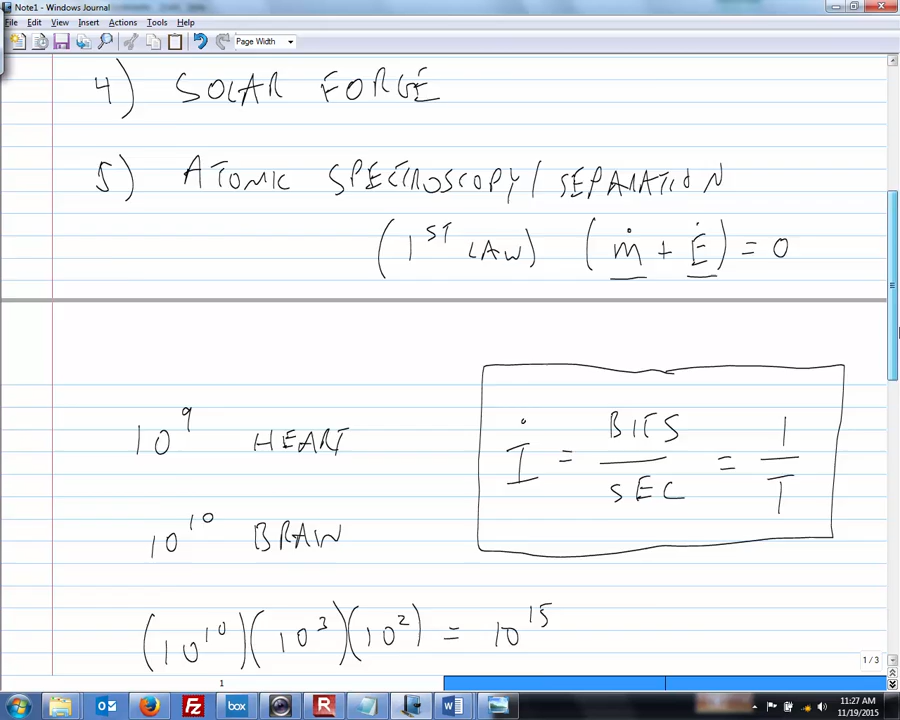 Note1 - Windows Journal
File Edit View Insert Actions Tools Help
Page Width
4) SOLAR FORGE
5) ATOMIC SPECTROSCOPY/SEPARATION
(1ST LAW) (ṁ + Ė) = 0
10⁹ HEART
İ = BITS/SEC = 1/T
10¹⁰ BRAIN
(10¹⁰)(10³)(10²) = 10¹⁵
1 / 3
1
box
W
11:27 AM
11/19/2015